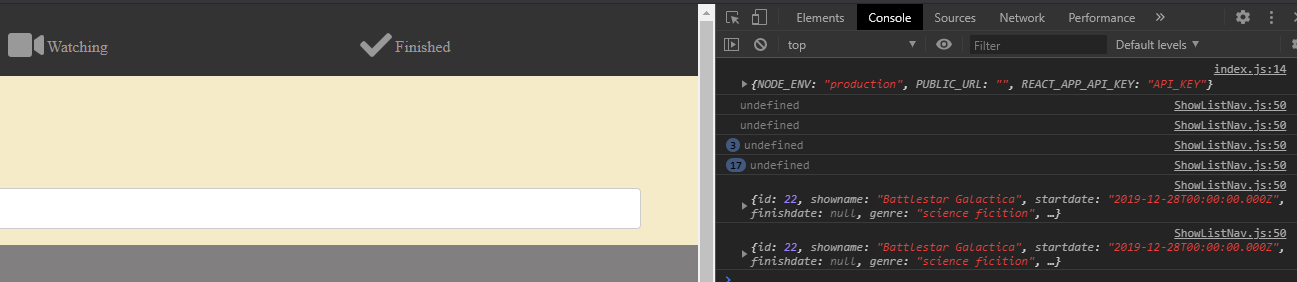 Watching
Finished
Elements Console Sources Network Performance »
top Filter Default levels ▼
index.js:14
{NODE_ENV: "production", PUBLIC_URL: "", REACT_APP_API_KEY: "API_KEY"}
undefined ShowListNav.js:50
undefined ShowListNav.js:50
3 undefined ShowListNav.js:50
17 undefined ShowListNav.js:50
ShowListNav.js:50
{id: 22, showname: "Battlestar Galactica", startdate: "2019-12-28T00:00:00.000Z",
finishdate: null, genre: "science ficition", …}
ShowListNav.js:50
{id: 22, showname: "Battlestar Galactica", startdate: "2019-12-28T00:00:00.000Z",
finishdate: null, genre: "science ficition", …}